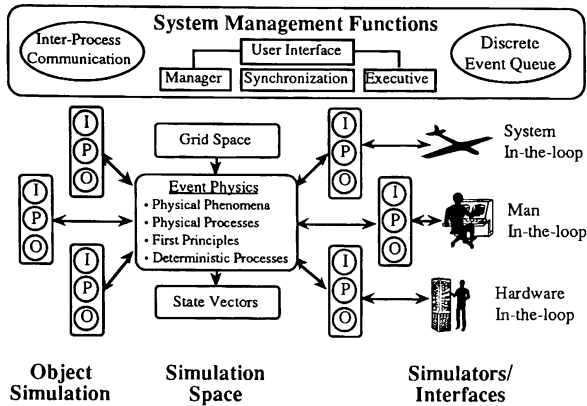 System Management Functions
Inter-Process
Communication
User Interface
Manager
Synchronization
Executive
Discrete
Event Queue
I
P
O
I
P
O
I
P
O
Grid Space
Event Physics
• Physical Phenomena
• Physical Processes
• First Principles
• Deterministic Processes
State Vectors
I
P
O
I
P
O
I
P
O
System
In-the-loop
Man
In-the-loop
Hardware
In-the-loop
Object
Simulation
Simulation
Space
Simulators/
Interfaces